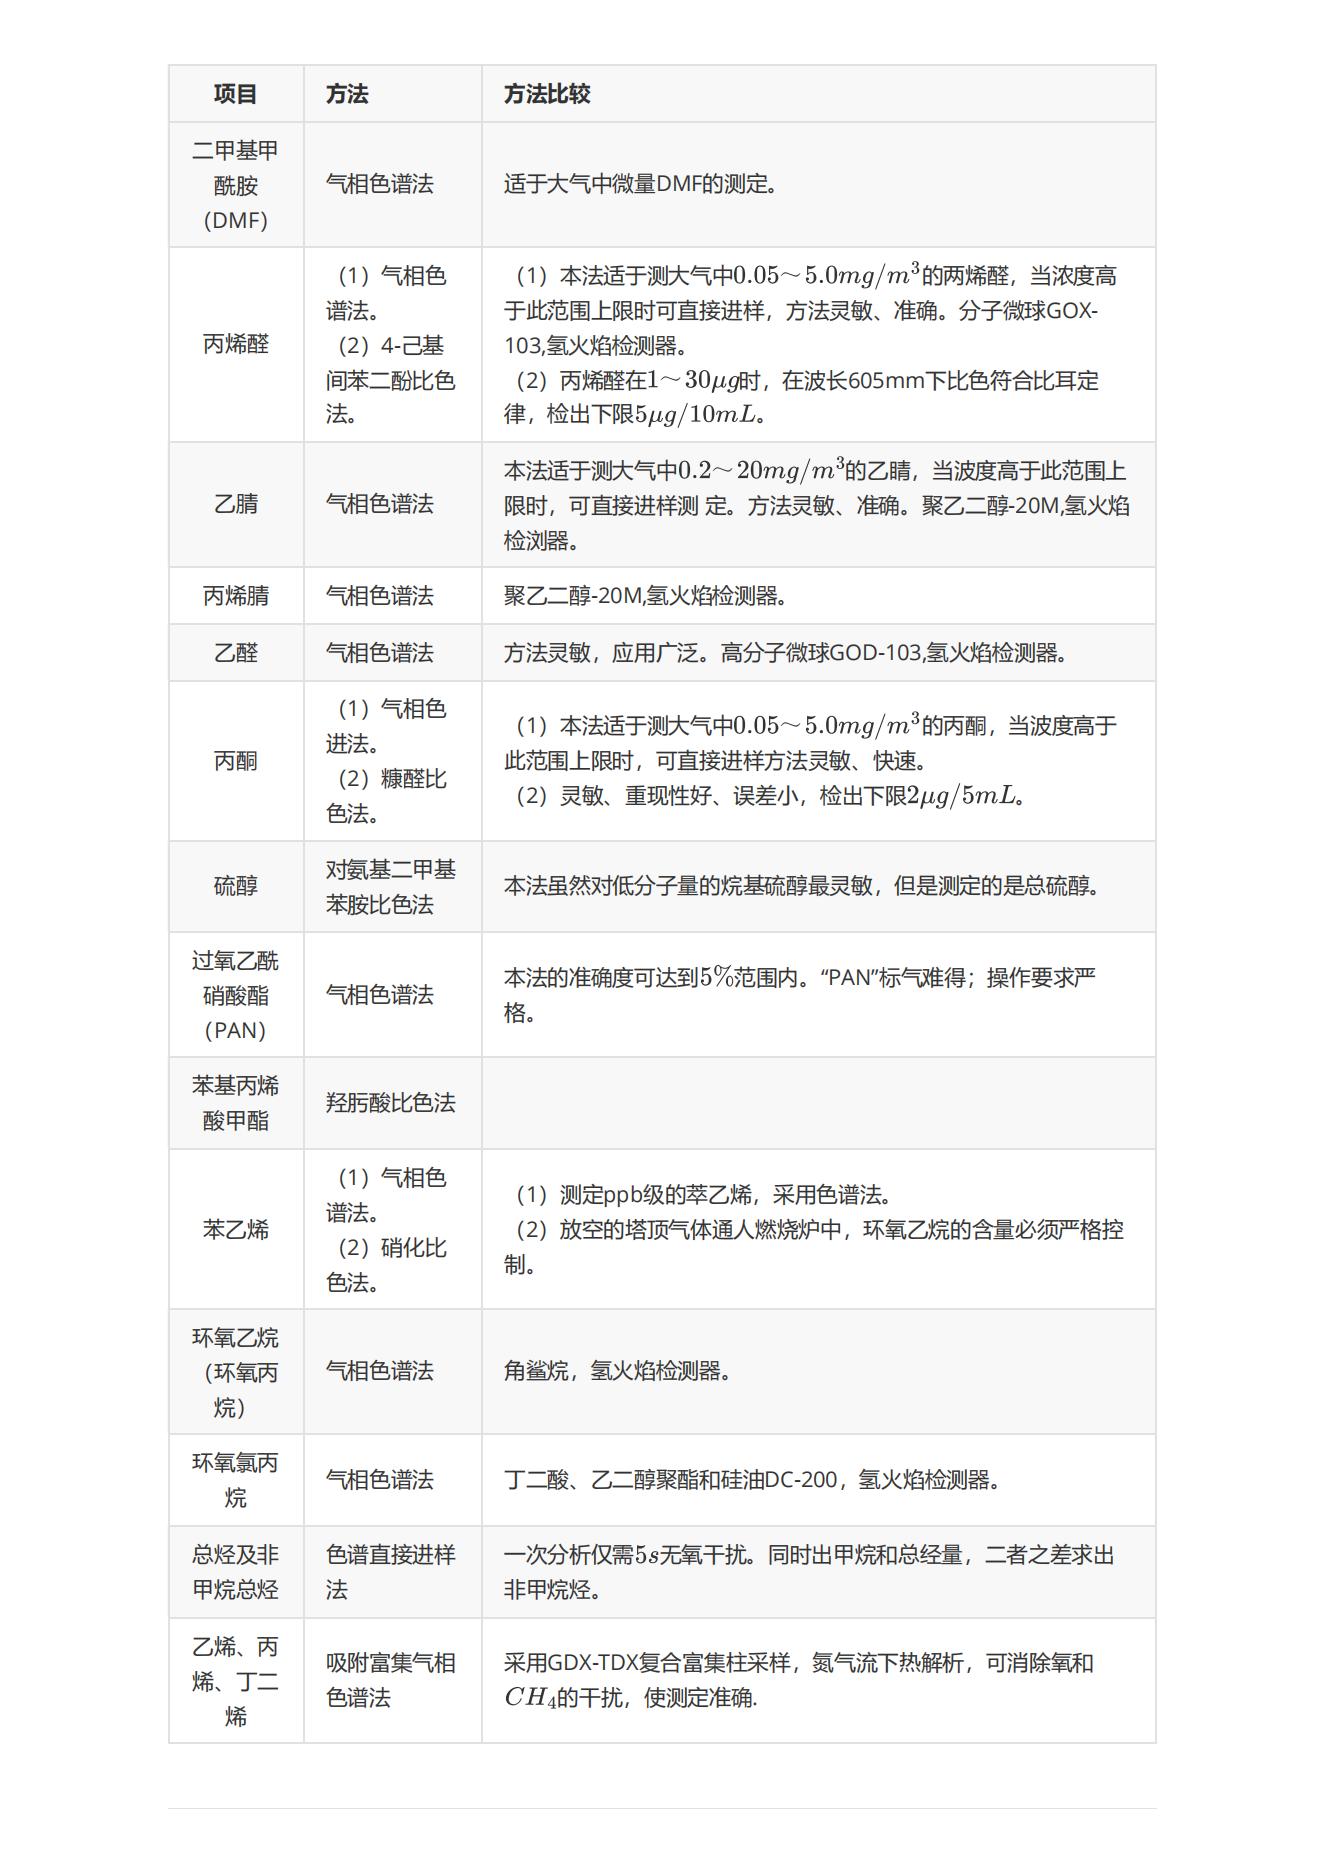 项目 方法 方法比较
二甲基甲
酰胺
（DMF）
气相色谱法
适于大气中微量DMF的测定。
丙烯醛
（1）气相色
谱法。
（2）4-己基
间苯二酚比色
法。
（1）本法适于测大气中0.05～5.0mg/m³的两烯醛，当浓度高
于此范围上限时可直接进样，方法灵敏、准确。分子微球GOX-
103,氢火焰检测器。
（2）丙烯醛在1～30μg时，在波长605mm下比色符合比耳定
律，检出下限5μg/10mL。
乙腈
气相色谱法
本法适于测大气中0.2～20mg/m³的乙睛，当波度高于此范围上
限时，可直接进样测 定。方法灵敏、准确。聚乙二醇-20M,氢火焰
检浏器。
丙烯腈
气相色谱法
聚乙二醇-20M,氢火焰检测器。
乙醛
气相色谱法
方法灵敏，应用广泛。高分子微球GOD-103,氢火焰检测器。
丙酮
（1）气相色
进法。
（2）糠醛比
色法。
（1）本法适于测大气中0.05～5.0mg/m³的丙酮，当波度高于
此范围上限时，可直接进样方法灵敏、快速。
（2）灵敏、重现性好、误差小，检出下限2μg/5mL。
硫醇
对氨基二甲基
苯胺比色法
本法虽然对低分子量的烷基硫醇最灵敏，但是测定的是总硫醇。
过氧乙酰
硝酸酯
（PAN）
气相色谱法
本法的准确度可达到5%范围内。“PAN”标气难得；操作要求严
格。
苯基丙烯
酸甲酯
羟肟酸比色法
苯乙烯
（1）气相色
谱法。
（2）硝化比
色法。
（1）测定ppb级的萃乙烯，采用色谱法。
（2）放空的塔顶气体通人燃烧炉中，环氧乙烷的含量必须严格控
制。
环氧乙烷
（环氧丙
烷）
气相色谱法
角鲨烷，氢火焰检测器。
环氧氯丙
烷
气相色谱法
丁二酸、乙二醇聚酯和硅油DC-200，氢火焰检测器。
总烃及非
甲烷总烃
色谱直接进样
法
一次分析仅需5s无氧干扰。同时出甲烷和总经量，二者之差求出
非甲烷烃。
乙烯、丙
烯、丁二
烯
吸附富集气相
色谱法
采用GDX-TDX复合富集柱采样，氮气流下热解析，可消除氧和
CH₄的干扰，使测定准确.